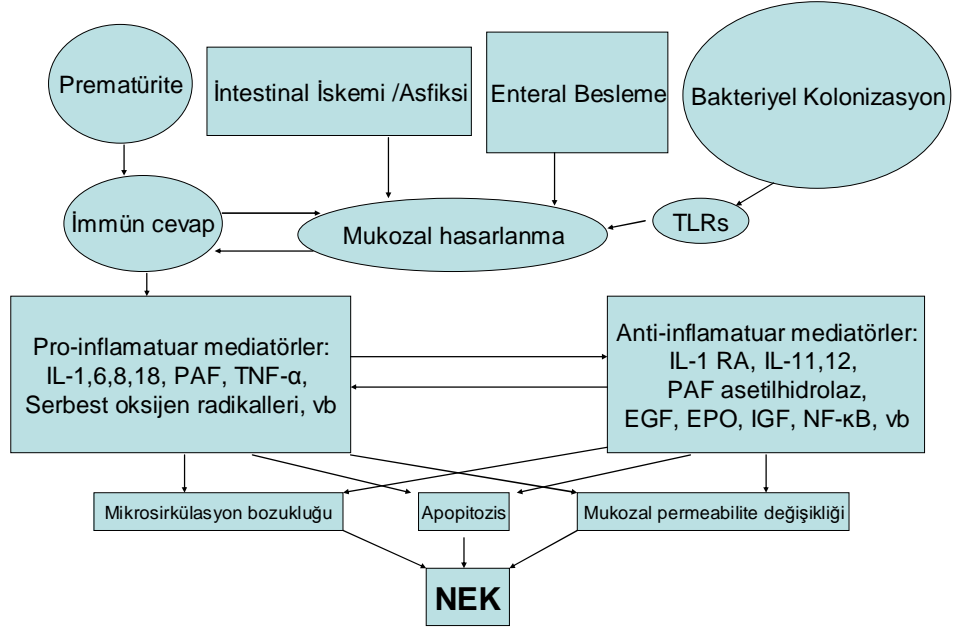 Prematürite
İntestinal İskemi /Asfiksi
Enteral Besleme
Bakteriyel Kolonizasyon
İmmün cevap
Mukozal hasarlanma
TLRs
Pro-inflamatuar mediatörler:
IL-1,6,8,18, PAF, TNF-α,
Serbest oksijen radikalleri, vb
Anti-inflamatuar mediatörler:
IL-1 RA, IL-11,12,
PAF asetilhidrolaz,
EGF, EPO, IGF, NF-κB, vb
Mikrosirkülasyon bozukluğu
Apopitozis
Mukozal permeabilite değişikliği
NEK